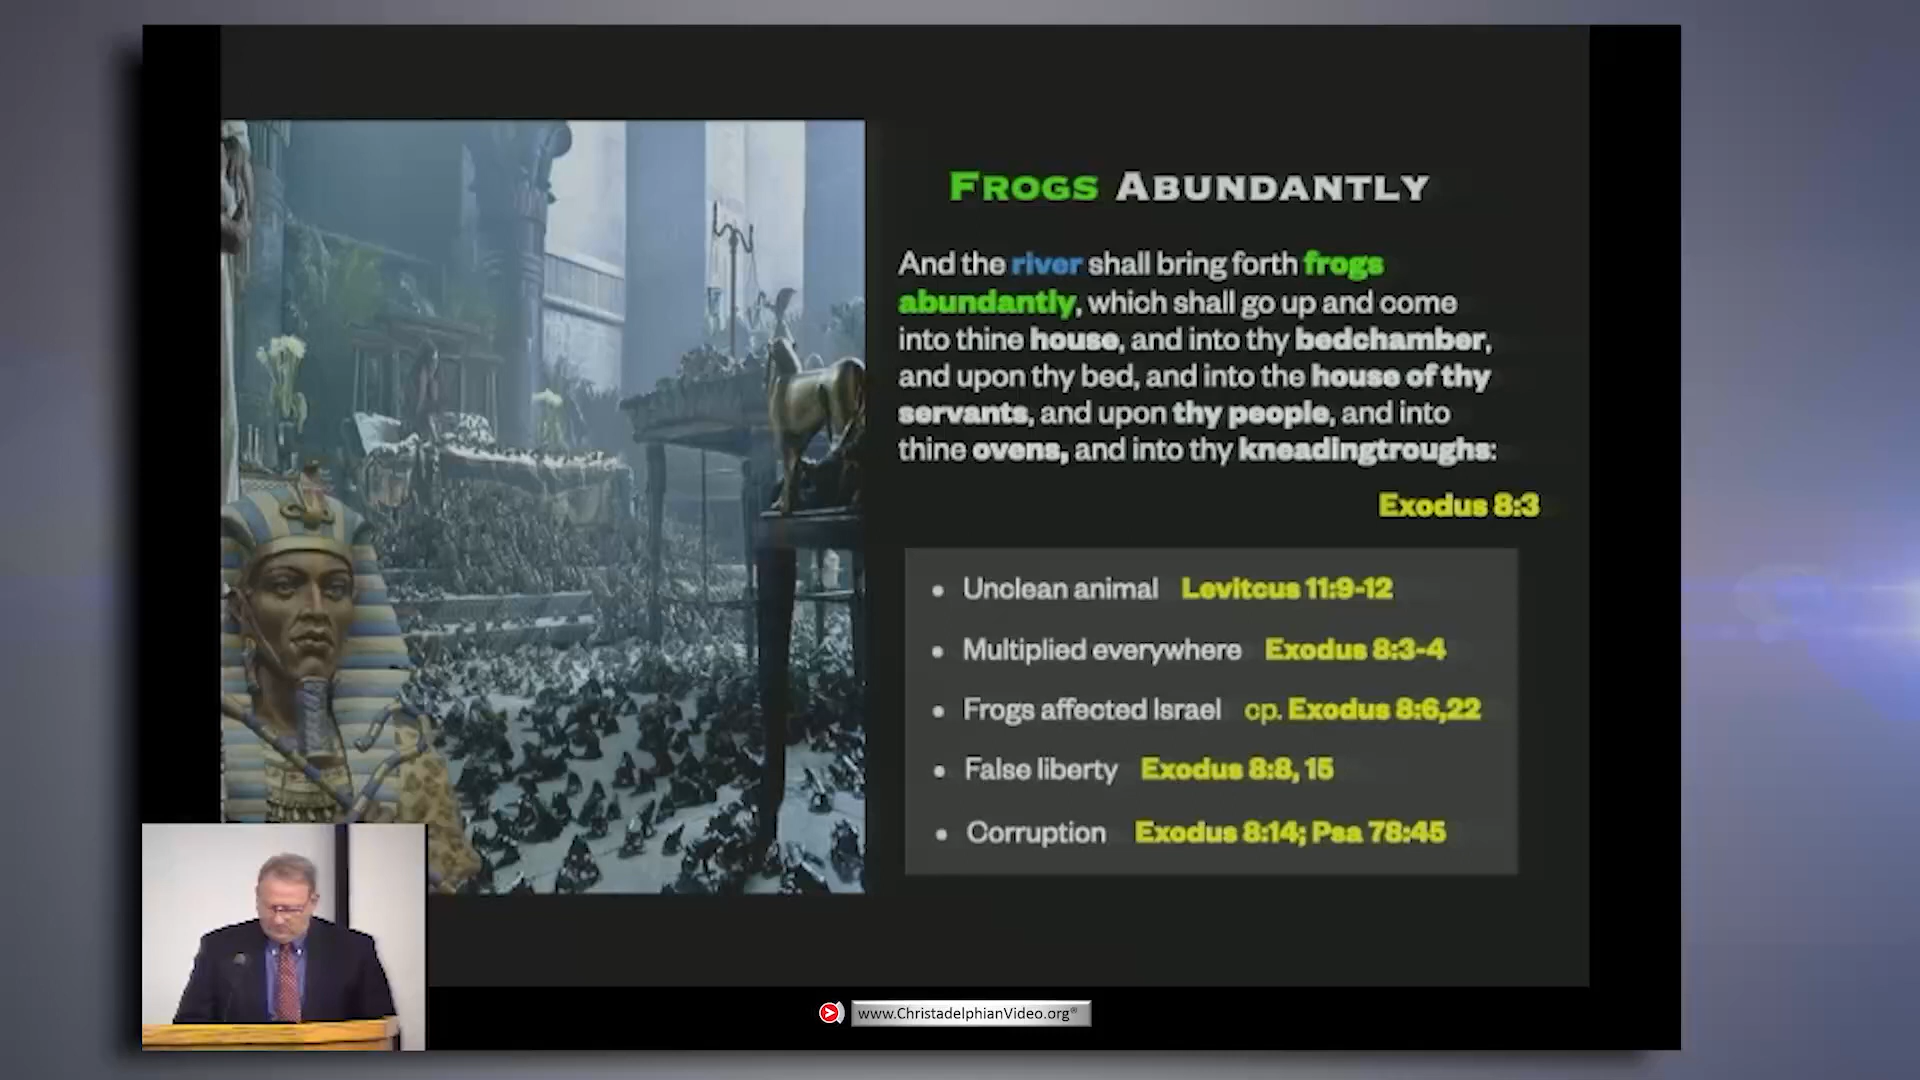 FROGS ABUNDANTLY
And the river shall bring forth frogs
abundantly, which shall go up and come
into thine house, and into thy bedchamber,
and upon thy bed, and into the house of thy
servants, and upon thy people, and into
thine ovens, and into thy kneadingtroughs:
Exodus 8:3
• Unclean animal Levitcus 11:9-12
• Multiplied everywhere Exodus 8:3-4
• Frogs affected Israel cp. Exodus 8:6,22
• False liberty Exodus 8:8, 15
• Corruption Exodus 8:14; Psa 78:45
www.ChristadelphianVideo.org®